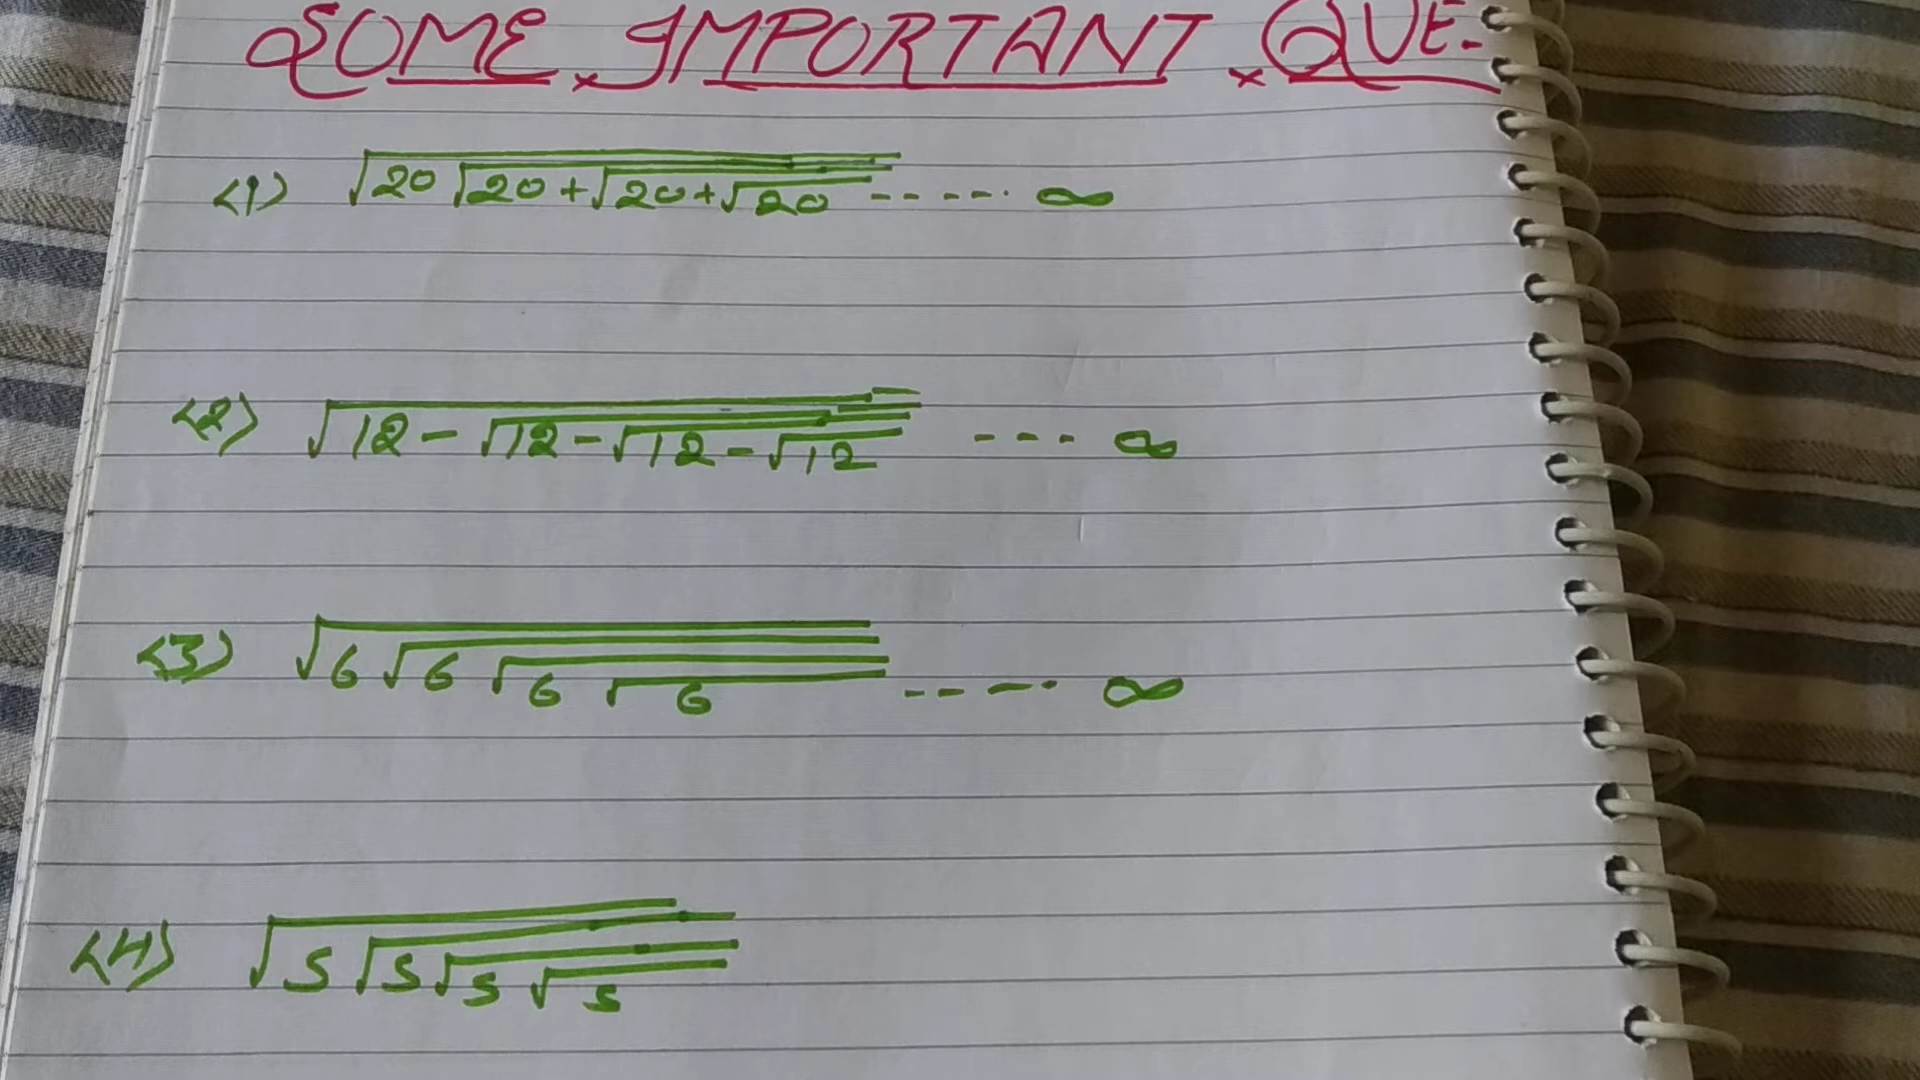 SOME IMPORTANT QUE-
<1> √20 √20+√20+√20 ----- ∞
<2> √12-√12-√12-√12 --- ∞
<3> √6 √6 √6 √6 ---- ∞
<4> √5 √5 √5 √5